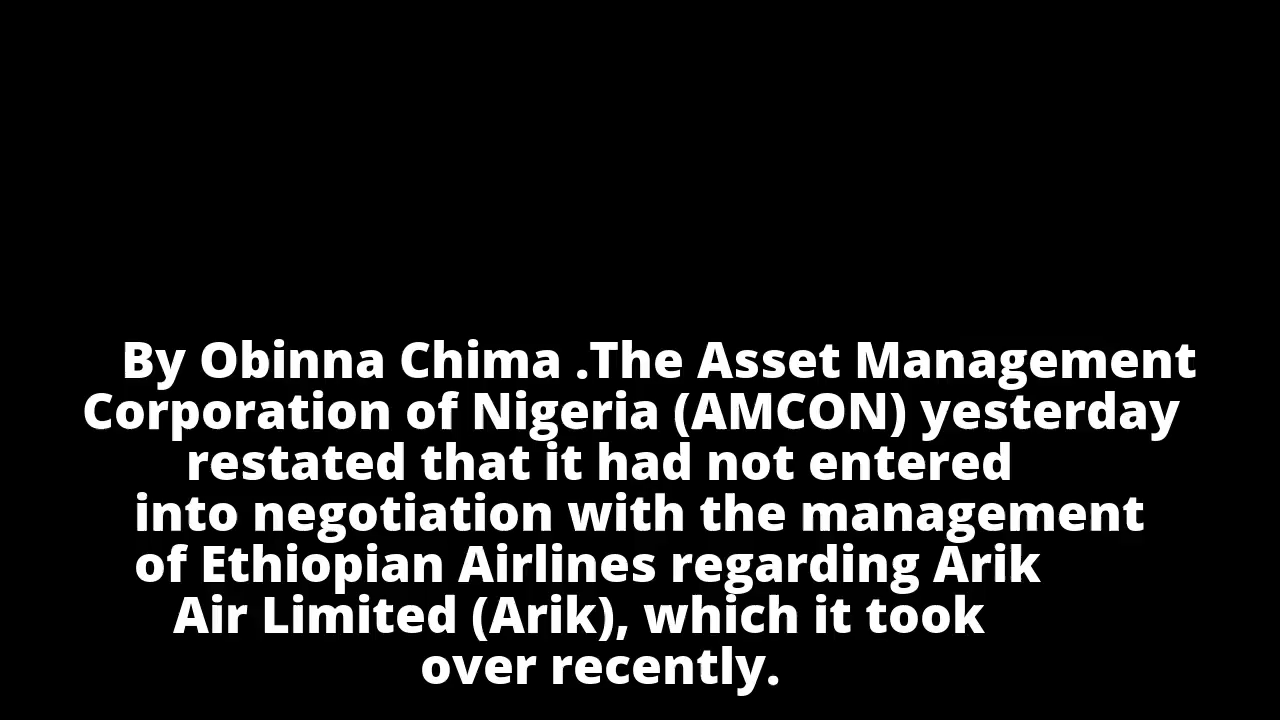 By Obinna Chima .The Asset Management
Corporation of Nigeria (AMCON) yesterday
restated that it had not entered
into negotiation with the management
of Ethiopian Airlines regarding Arik
Air Limited (Arik), which it took
over recently.